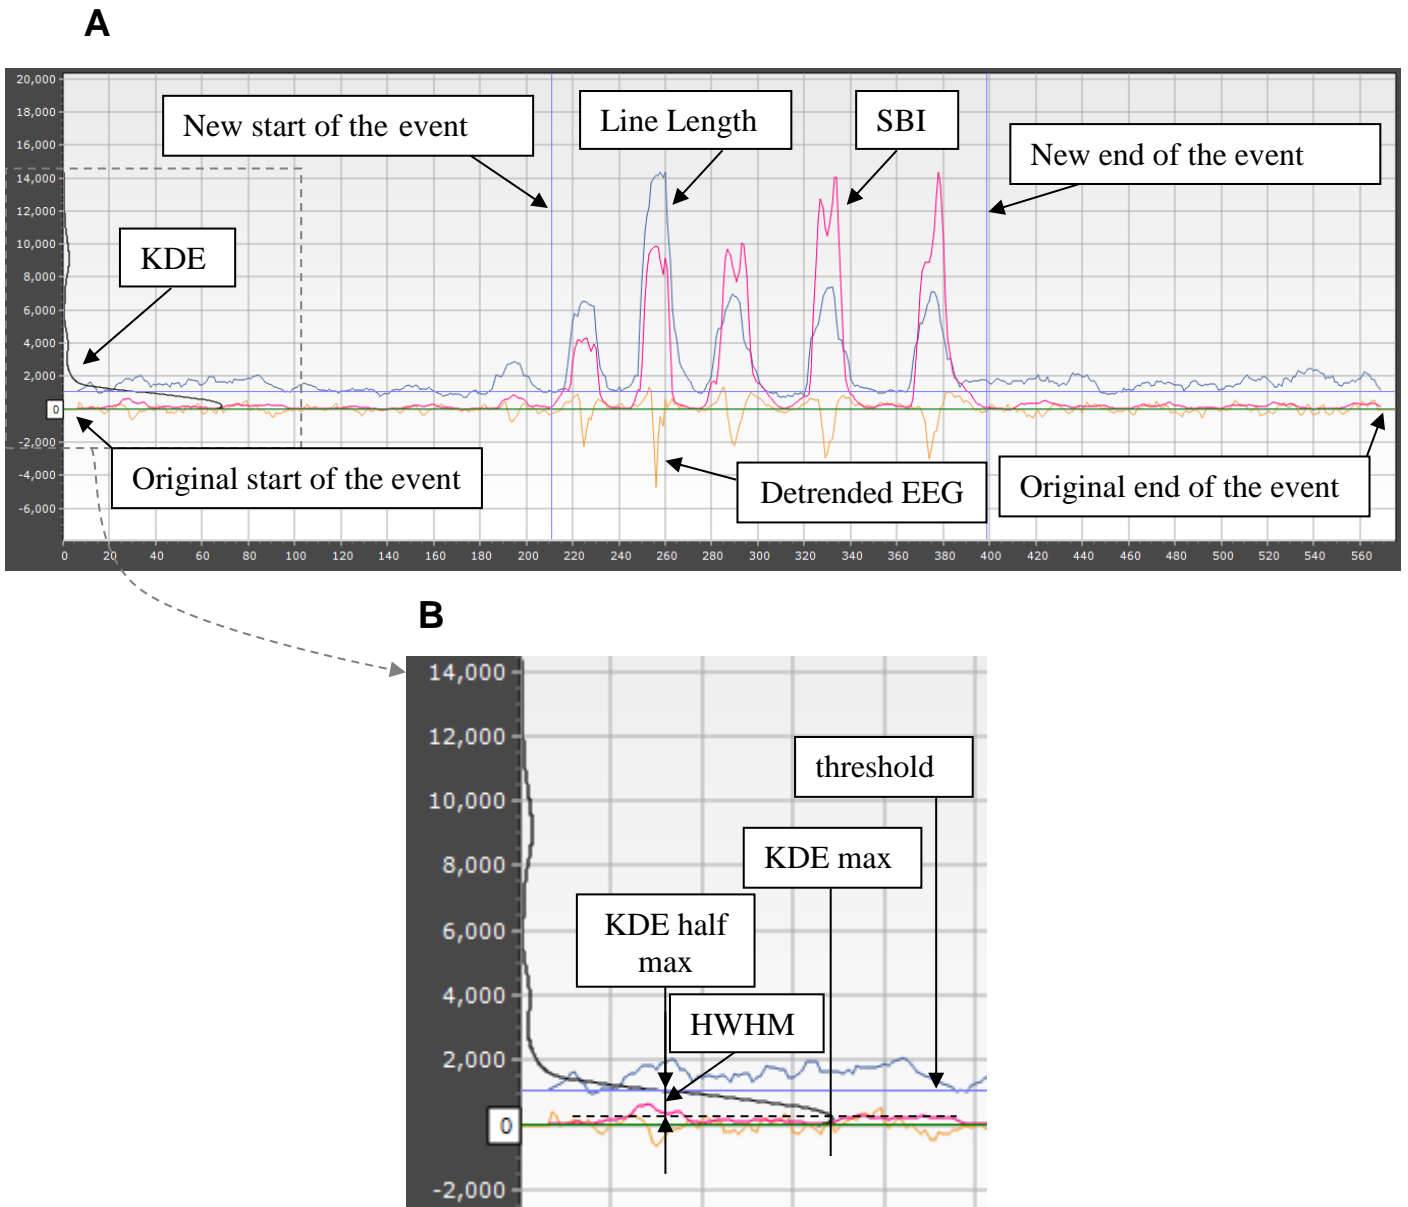 A
20,000
18,000
16,000
14,000
12,000
10,000
8,000
6,000
4,000
2,000
0
-2,000
-4,000
-6,000
New start of the event
Line Length
SBI
New end of the event
KDE
Original start of the event
Detrended EEG
Original end of the event
0 20 40 60 80 100 120 140 160 180 200 220 240 260 280 300 320 340 360 380 400 420 440 460 480 500 520 540 560
B
14,000
12,000
10,000
8,000
6,000
4,000
2,000
0
-2,000
threshold
KDE max
KDE half
max
HWHM